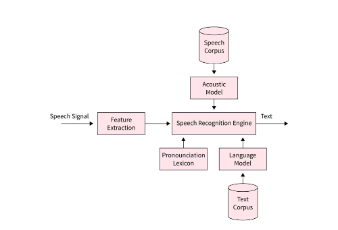 Speech
Corpus
Acoustic
Model
Speech Signal
Feature
Extraction
Speech Recognition Engine
Text
Pronounciation
Lexicon
Language
Model
Text
Corpus